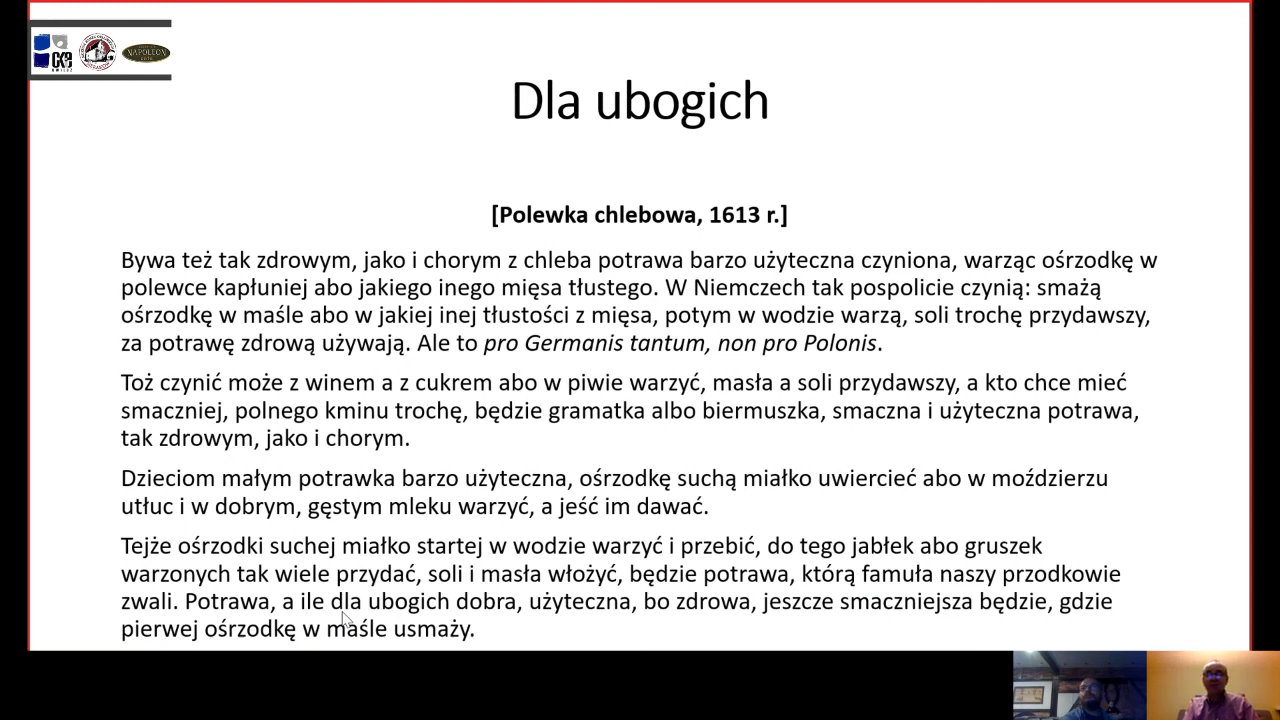 CKE
NAPOLEON
Dla ubogich
[Polewka chlebowa, 1613 r.]
Bywa też tak zdrowym, jako i chorym z chleba potrawa barzo użyteczna czyniona, warząc ośrzodkę w
polewce kapłuniej abo jakiego inego mięsa tłustego. W Niemczech tak pospolicie czynią: smażą
ośrzodkę w maśle abo w jakiej inej tłustości z mięsa, potym w wodzie warzą, soli trochę przydawszy,
za potrawę zdrową używają. Ale to pro Germanis tantum, non pro Polonis.
Toż czynić może z winem a z cukrem abo w piwie warzyć, masła a soli przydawszy, a kto chce mieć
smaczniej, polnego kminu trochę, będzie gramatka albo biermuszka, smaczna i użyteczna potrawa,
tak zdrowym, jako i chorym.
Dzieciom małym potrawka barzo użyteczna, ośrzodkę suchą miałko uwiercieć abo w moździerzu
utłuc i w dobrym, gęstym mleku warzyć, a jeść im dawać.
Tejże ośrzodki suchej miałko startej w wodzie warzyć i przebić, do tego jabłek abo gruszek
warzonych tak wiele przydać, soli i masła włożyć, będzie potrawa, którą famuła naszy przodkowie
zwali. Potrawa, a ile dla ubogich dobra, użyteczna, bo zdrowa, jeszcze smaczniejsza będzie, gdzie
pierwej ośrzodkę w maśle usmaży.